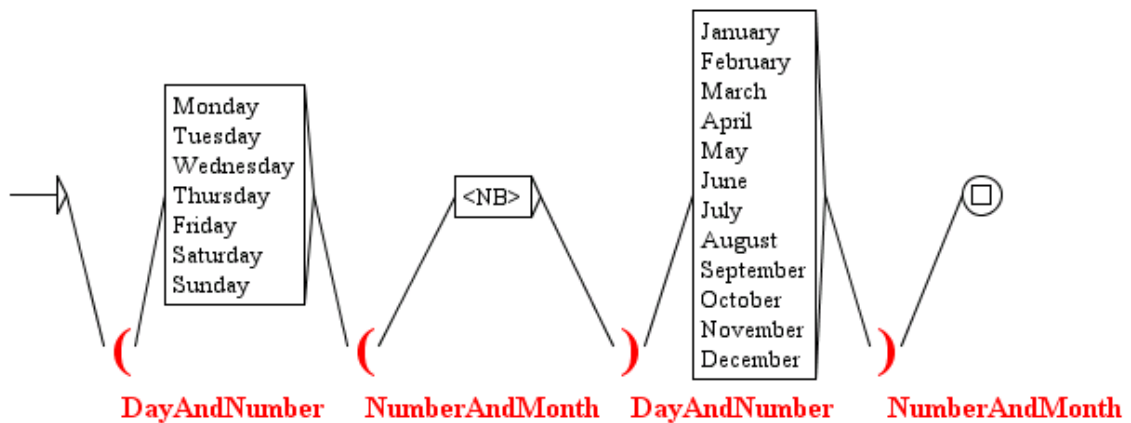 Monday
Tuesday
Wednesday
Thursday
Friday
Saturday
Sunday
<NB>
January
February
March
April
May
June
July
August
September
October
November
December
( ( ) )
DayAndNumber NumberAndMonth DayAndNumber NumberAndMonth